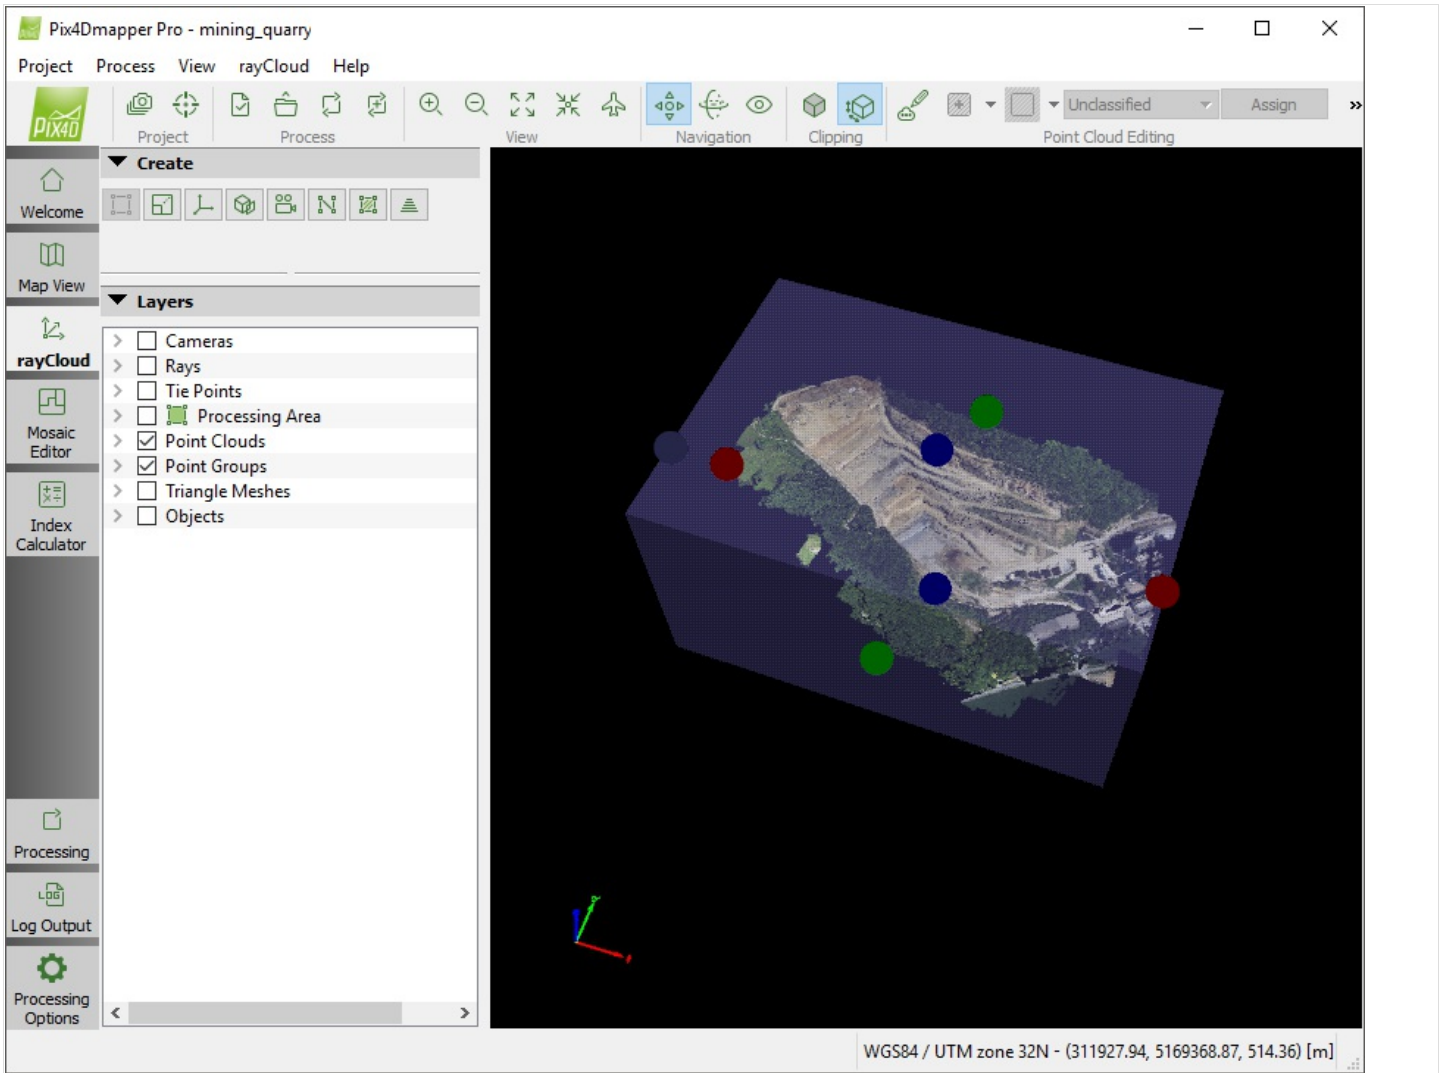 Pix4Dmapper Pro - mining_quarry
Project Process View rayCloud Help
PIX4D
Unclassified Assign »
Project Process View Navigation Clipping Point Cloud Editing
Create
Welcome
Map View
rayCloud
Mosaic
Editor
Index
Calculator
Processing
LOG
Log Output
Processing
Options
Layers
Cameras
Rays
Tie Points
Processing Area
Point Clouds
Point Groups
Triangle Meshes
Objects
WGS84 / UTM zone 32N - (311927.94, 5169368.87, 514.36) [m]